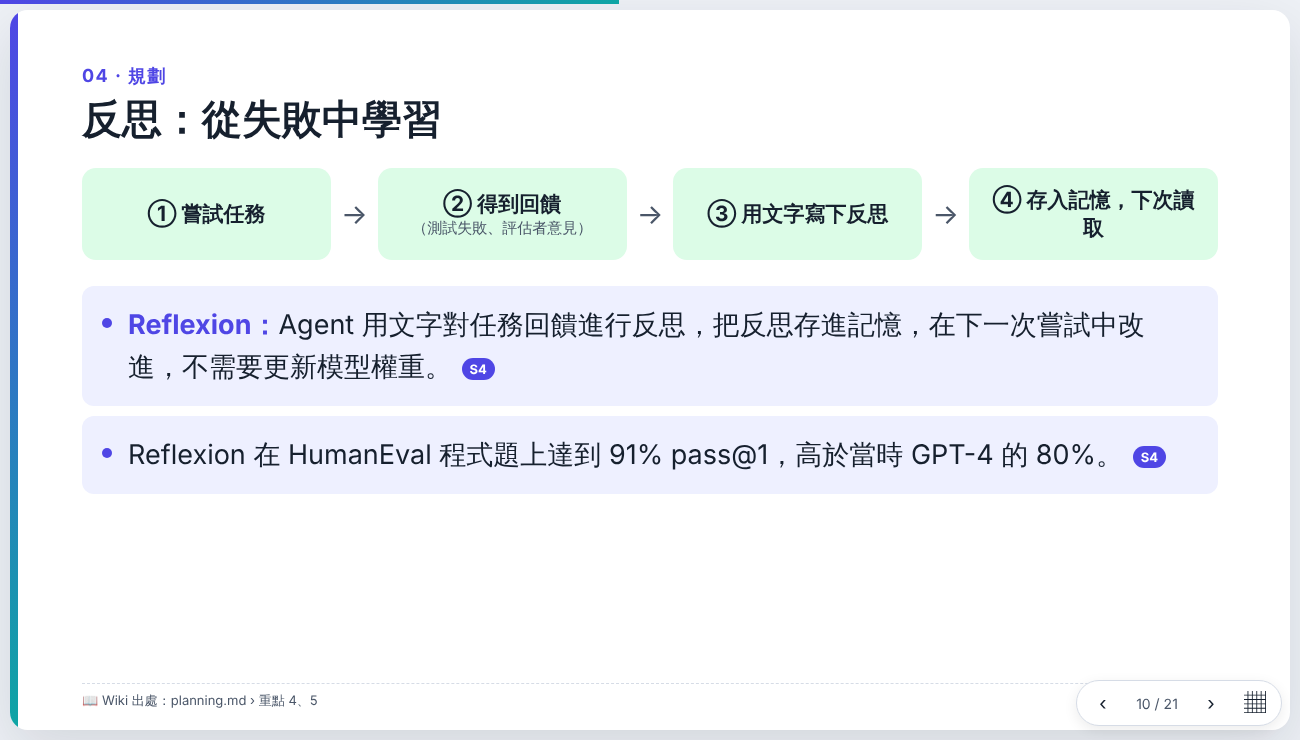 04 · 規劃
反思：從失敗中學習
① 嘗試任務
→
② 得到回饋
（測試失敗、評估者意見）
→
③ 用文字寫下反思
→
④ 存入記憶，下次讀
取
• Reflexion：Agent 用文字對任務回饋進行反思，把反思存進記憶，在下一次嘗試中改
進，不需要更新模型權重。 S4
• Reflexion 在 HumanEval 程式題上達到 91% pass@1，高於當時 GPT-4 的 80%。 S4
📖 Wiki 出處：planning.md › 重點 4、5
‹ 10 / 21 ›